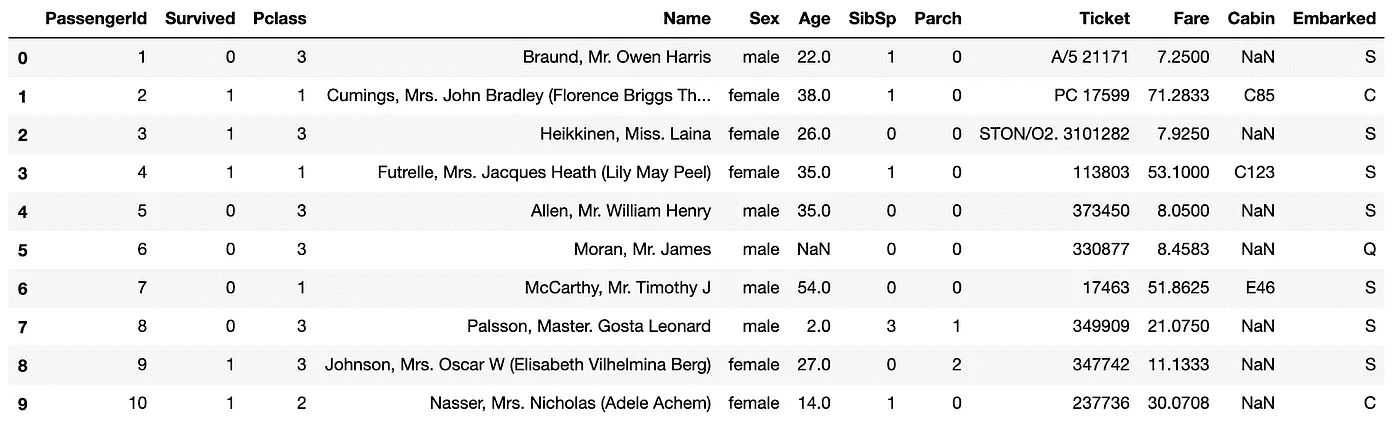 PassengerId Survived Pclass Name Sex Age SibSp Parch Ticket Fare Cabin Embarked
0 1 0 3 Braund, Mr. Owen Harris male 22.0 1 0 A/5 21171 7.2500 NaN S
1 2 1 1 Cumings, Mrs. John Bradley (Florence Briggs Th... female 38.0 1 0 PC 17599 71.2833 C85 C
2 3 1 3 Heikkinen, Miss. Laina female 26.0 0 0 STON/O2. 3101282 7.9250 NaN S
3 4 1 1 Futrelle, Mrs. Jacques Heath (Lily May Peel) female 35.0 1 0 113803 53.1000 C123 S
4 5 0 3 Allen, Mr. William Henry male 35.0 0 0 373450 8.0500 NaN S
5 6 0 3 Moran, Mr. James male NaN 0 0 330877 8.4583 NaN Q
6 7 0 1 McCarthy, Mr. Timothy J male 54.0 0 0 17463 51.8625 E46 S
7 8 0 3 Palsson, Master. Gosta Leonard male 2.0 3 1 349909 21.0750 NaN S
8 9 1 3 Johnson, Mrs. Oscar W (Elisabeth Vilhelmina Berg) female 27.0 0 2 347742 11.1333 NaN S
9 10 1 2 Nasser, Mrs. Nicholas (Adele Achem) female 14.0 1 0 237736 30.0708 NaN C